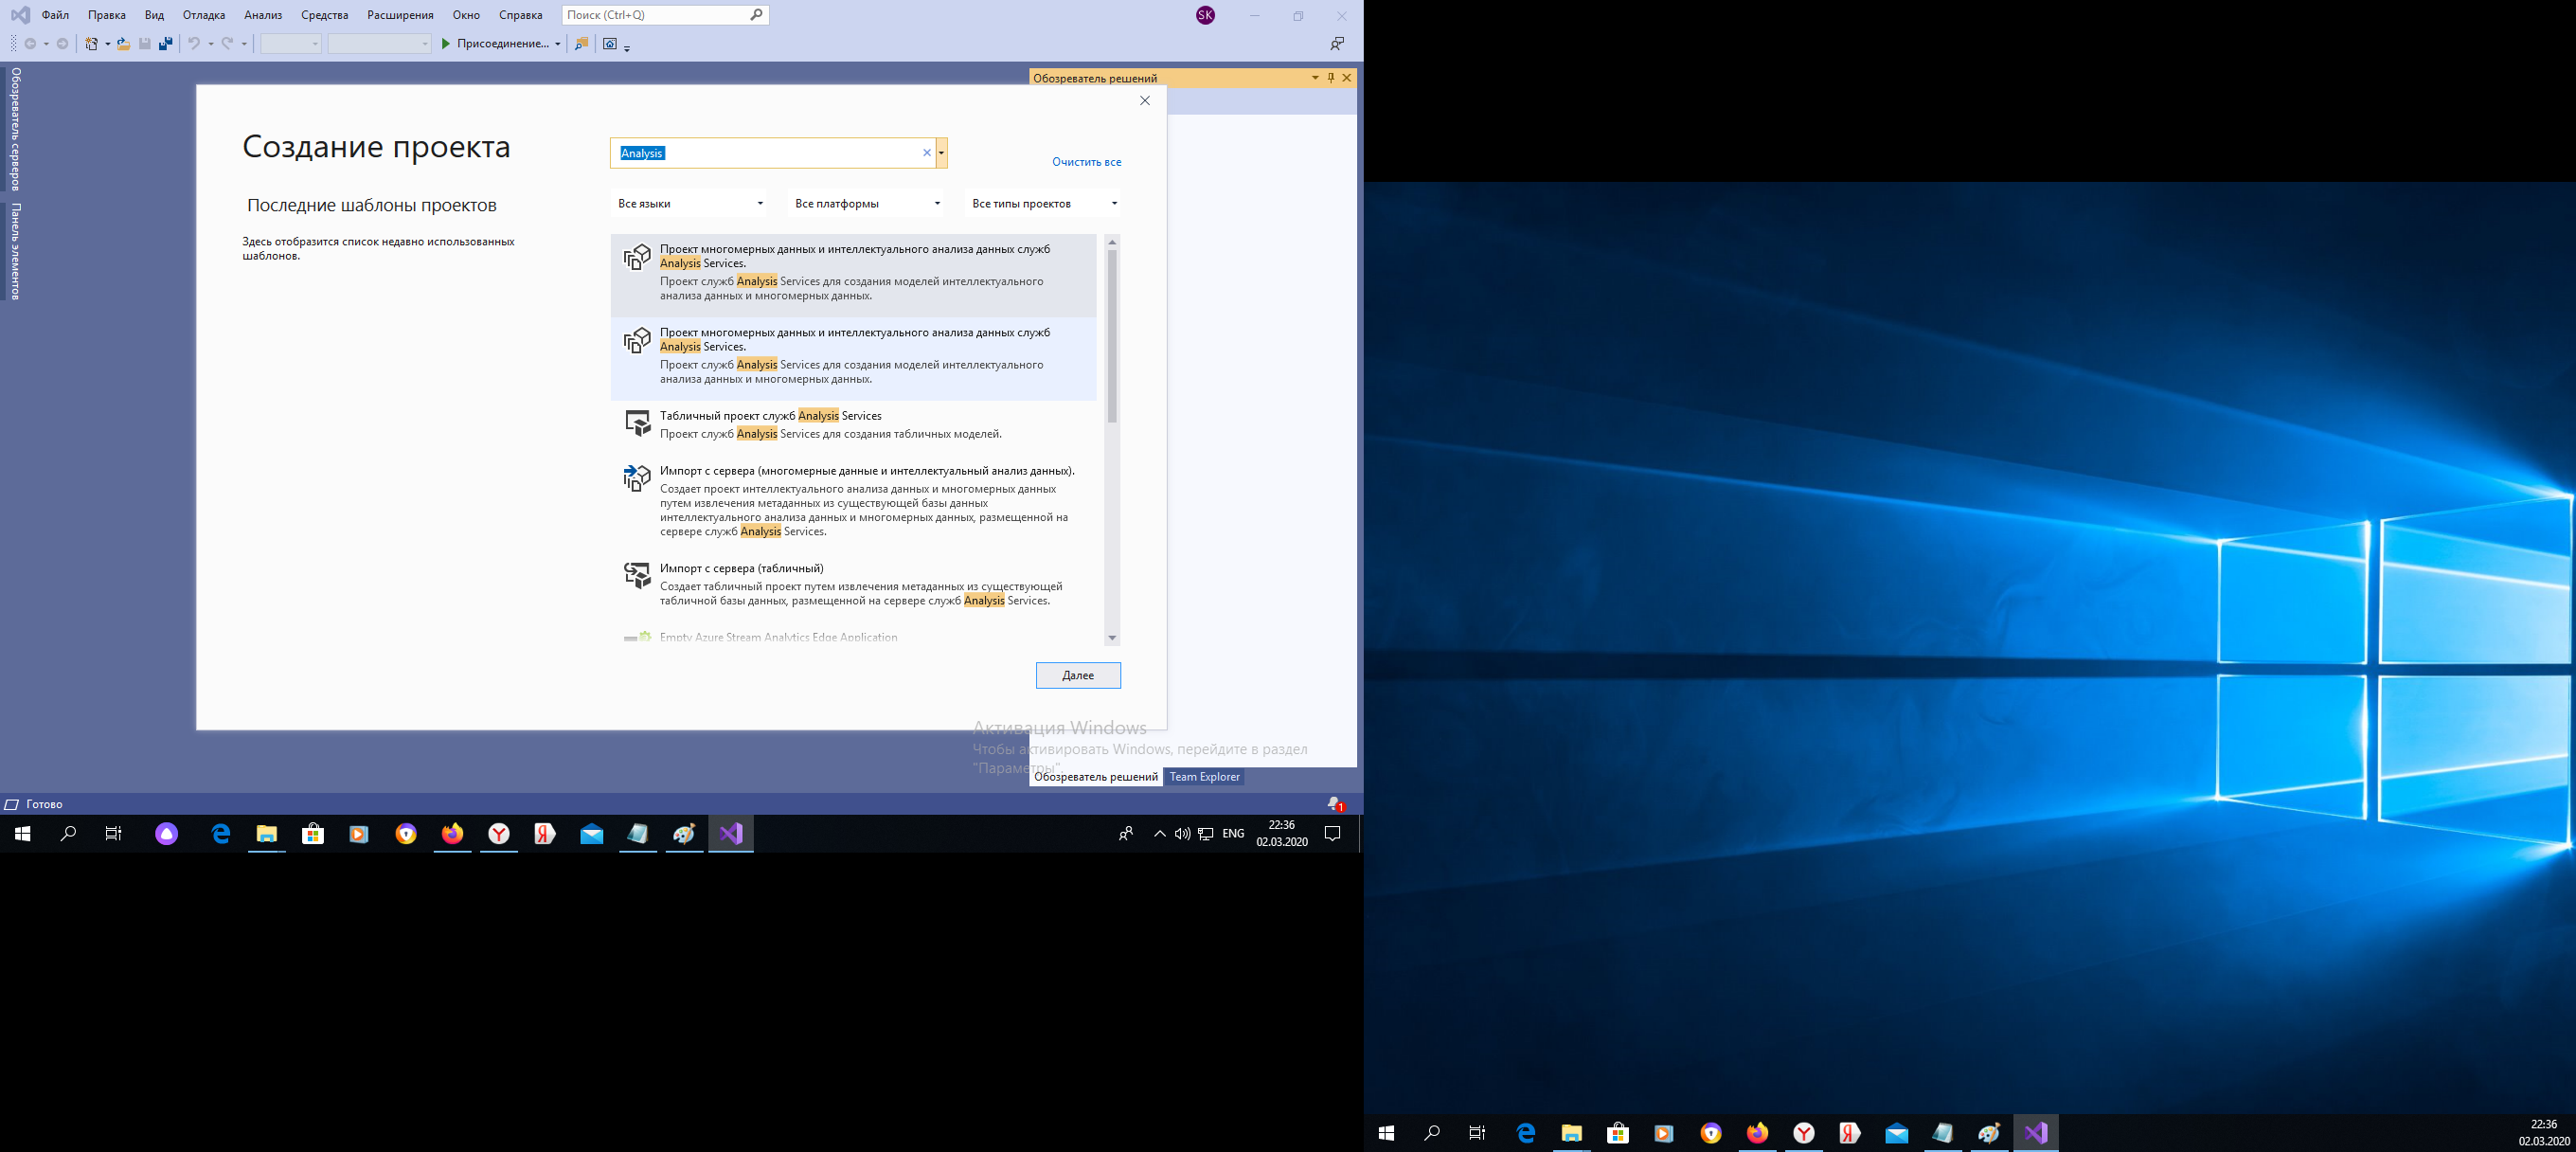 Файл Правка Вид Отладка Анализ Средства Расширения Окно Справка Поиск (Ctrl+Q) SK
Присоединение...
Обозреватель серверов
Панель элементов
Обозреватель решений
Создание проекта
Analysis
Очистить все
Последние шаблоны проектов
Все языки Все платформы Все типы проектов
Здесь отобразится список недавно использованных
шаблонов.
Проект многомерных данных и интеллектуального анализа данных служб
Analysis Services.
Проект служб Analysis Services для создания моделей интеллектуального
анализа данных и многомерных данных.
Проект многомерных данных и интеллектуального анализа данных служб
Analysis Services.
Проект служб Analysis Services для создания моделей интеллектуального
анализа данных и многомерных данных.
Табличный проект служб Analysis Services
Проект служб Analysis Services для создания табличных моделей.
Импорт с сервера (многомерные данные и интеллектуальный анализ данных).
Создает проект интеллектуального анализа данных и многомерных данных
путем извлечения метаданных из существующей базы данных
интеллектуального анализа данных и многомерных данных, размещенной на
сервере служб Analysis Services.
Импорт с сервера (табличный)
Создает табличный проект путем извлечения метаданных из существующей
табличной базы данных, размещенной на сервере служб Analysis Services.
Empty Azure Stream Analytics Edge Application
Далее
Активация Windows
Чтобы активировать Windows, перейдите в раздел
"Параметры".
Обозреватель решений Team Explorer
Готово
1
ENG
22:36
02.03.2020
22:36
02.03.2020